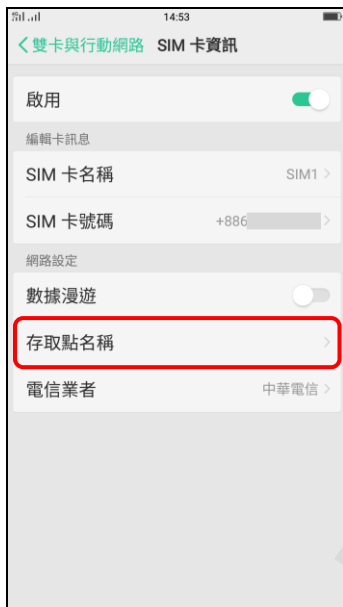 14:53
雙卡與行動網路 SIM 卡資訊
啟用
編輯卡訊息
SIM 卡名稱 SIM1
SIM 卡號碼 +886
網路設定
數據漫遊
存取點名稱
電信業者 中華電信